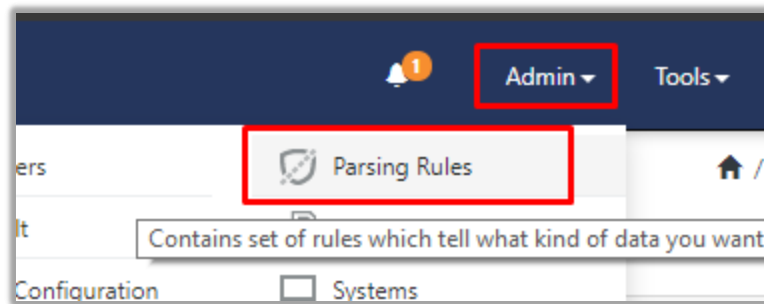 1
Admin Tools
ers Parsing Rules /
lt
Contains set of rules which tell what kind of data you want
Configuration Systems